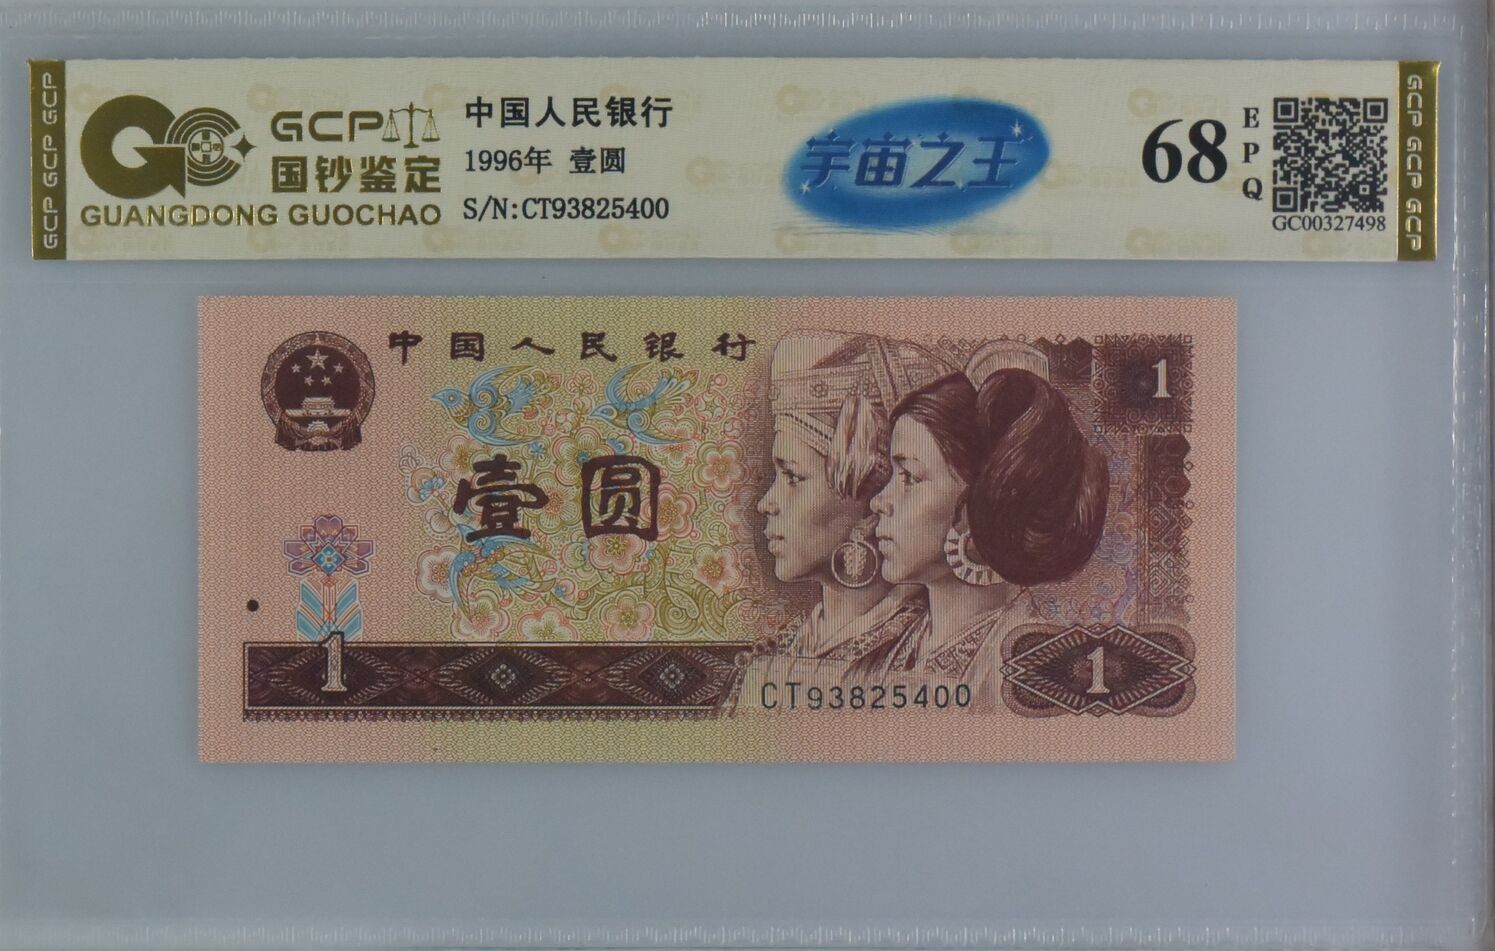 GCP
国钞鉴定
GUANGDONG GUOCHAO
中国人民银行
1996年 壹圆
S/N:CT93825400
宇宙之王
68
EPQ
GC00327498
GCP GCP GCP
GCP GCP GCP
中国人民银行
1
壹圆
1
1
CT93825400